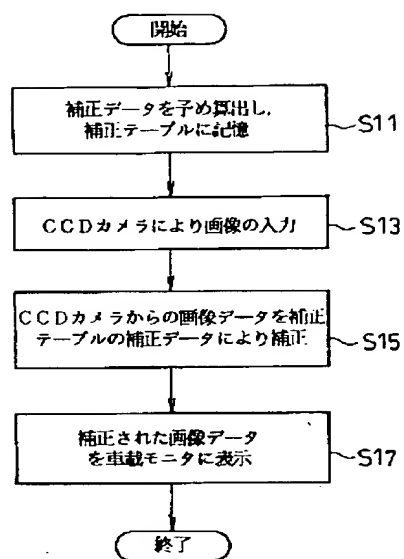 開始
補正データを予め算出し,
補正テーブルに記憶
S11
CCDカメラにより画像の入力
S13
CCDカメラからの画像データを補正
テーブルの補正データにより補正
S15
補正された画像データ
を車載モニタに表示
S17
終了